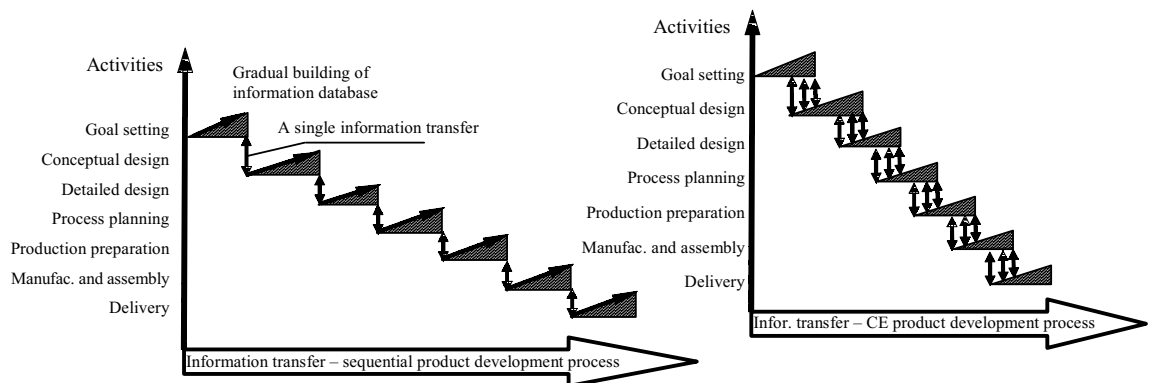 Activities
Gradual building of
information database
A single information transfer
Goal setting
Conceptual design
Detailed design
Process planning
Production preparation
Manufac. and assembly
Delivery
Information transfer – sequential product development process
Activities
Goal setting
Conceptual design
Detailed design
Process planning
Production preparation
Manufac. and assembly
Delivery
Infor. transfer – CE product development process